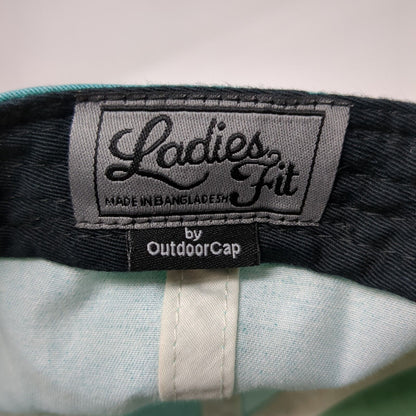 Ladies
Fit
MADE IN BANGLADESH
by
OutdoorCap